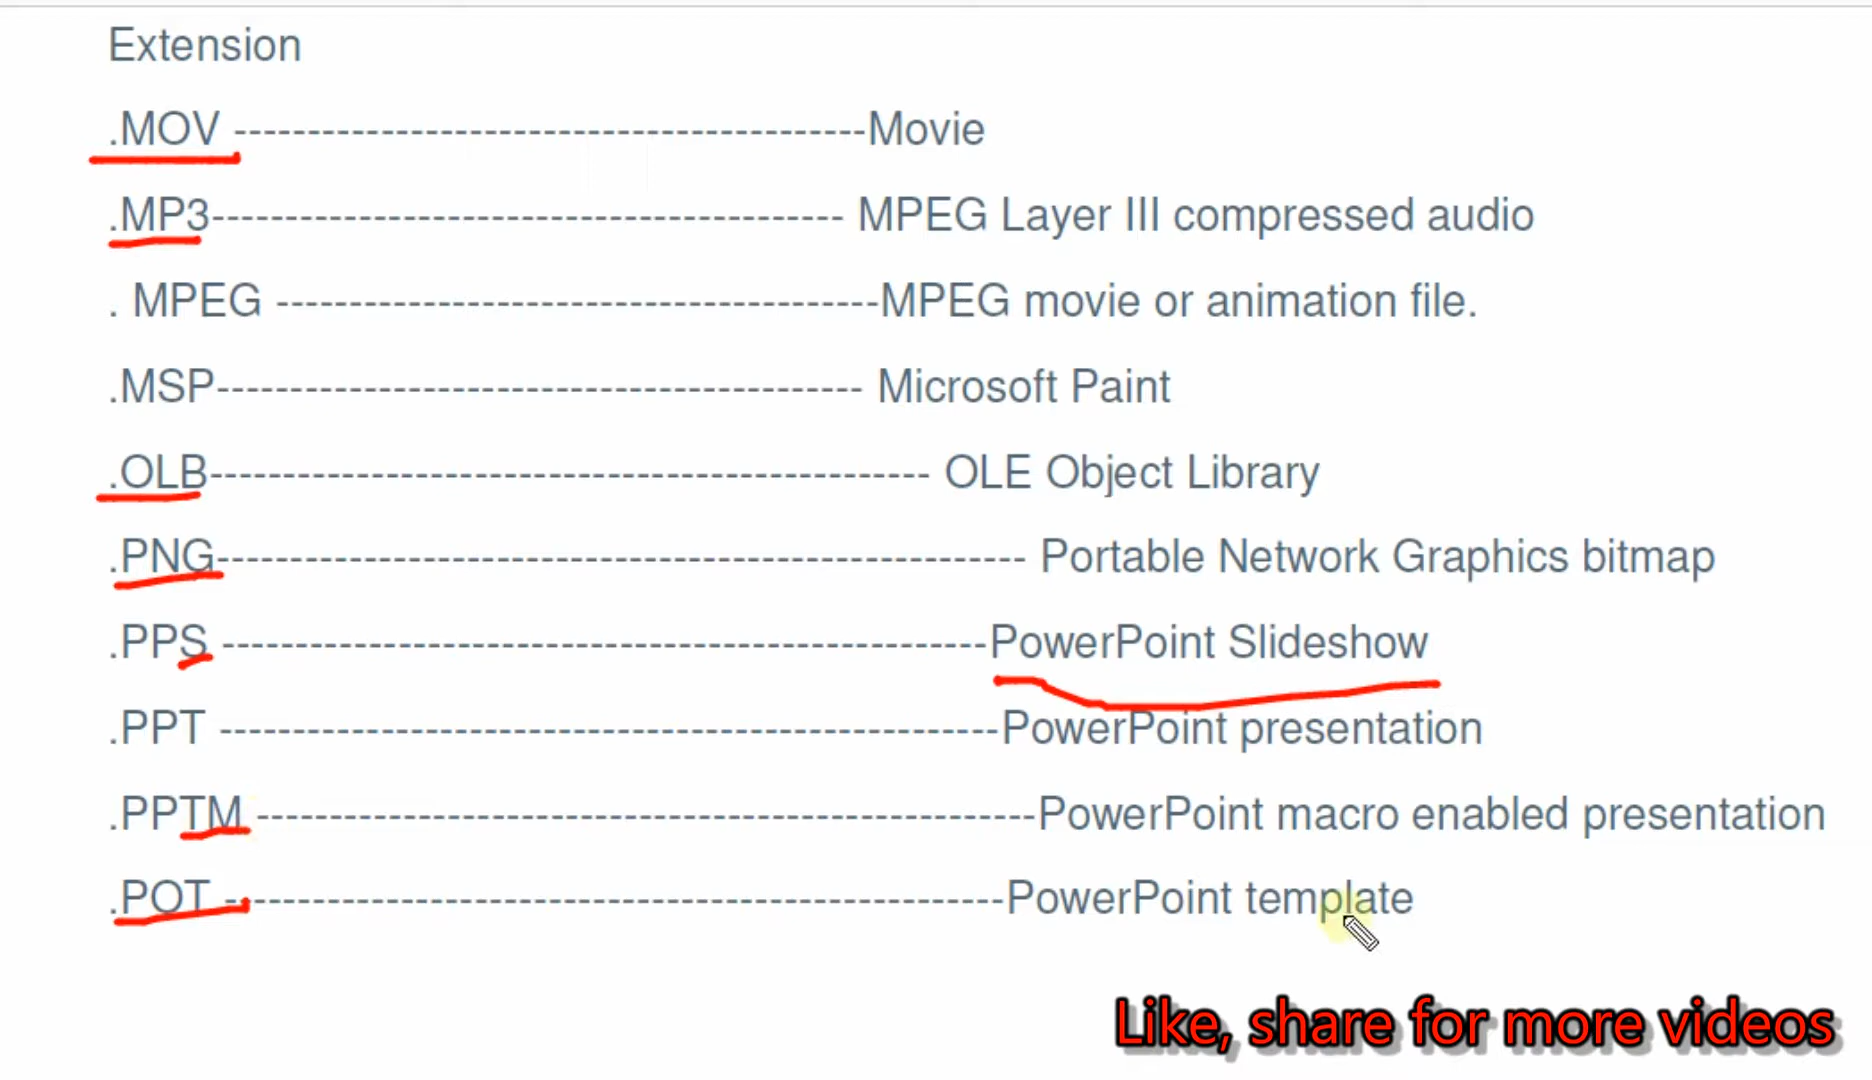 Extension
.MOV -------------------------------------------Movie
.MP3------------------------------------------- MPEG Layer III compressed audio
. MPEG -----------------------------------------MPEG movie or animation file.
.MSP-------------------------------------------- Microsoft Paint
.OLB------------------------------------------------- OLE Object Library
.PNG------------------------------------------------------- Portable Network Graphics bitmap
.PPS ----------------------------------------------------PowerPoint Slideshow
.PPT -----------------------------------------------------PowerPoint presentation
.PPTM -----------------------------------------------------PowerPoint macro enabled presentation
.POT -----------------------------------------------------PowerPoint template
Like, share for more videos